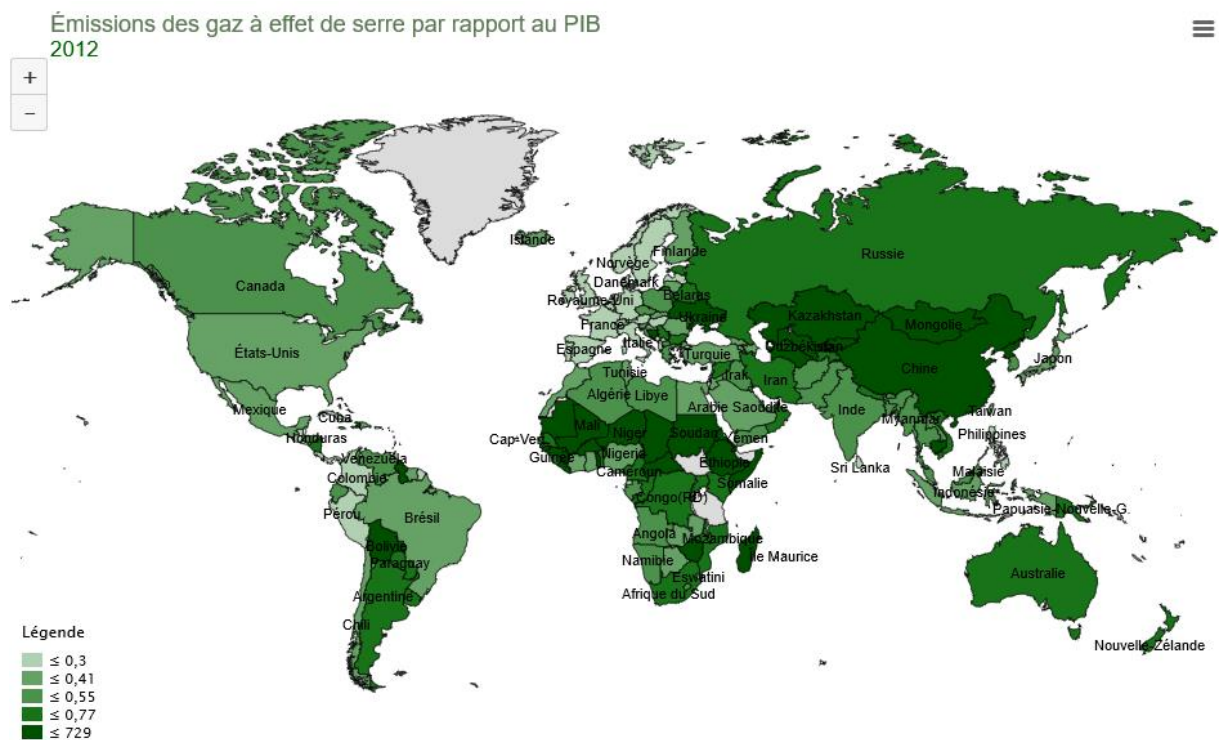 Émissions des gaz à effet de serre par rapport au PIB
2012
+
−
Islande
Finlande
Norvège
Russie
Danemark
Canada
Royaume-Uni
Belarus
Ukraine
Kazakhstan
Mongolie
France
États-Unis
Espagne
Italie
Turquie
Japon
Chine
Tunisie
Irak
Iran
Algérie
Libye
Mexique
Arabie Saoudite
Inde
Cuba
Myanmar
Taiwan
Mali
Niger
Soudan
Honduras
Cap-Vert
Yémen
Philippines
Venezuela
Guinée
Nigeria
Ethiopie
Sri Lanka
Colombie
Cameroun
Malaisie
Somalie
Indonésie
Congo(RD)
Papuasie-Nouvelle-G.
Pérou
Brésil
Angola
Mozambique
Bolivie
Île Maurice
Paraguay
Namibie
Australie
Eswatini
Argentine
Afrique du Sud
Chili
Nouvelle-Zélande
Légende
≤ 0,3
≤ 0,41
≤ 0,55
≤ 0,77
≤ 729